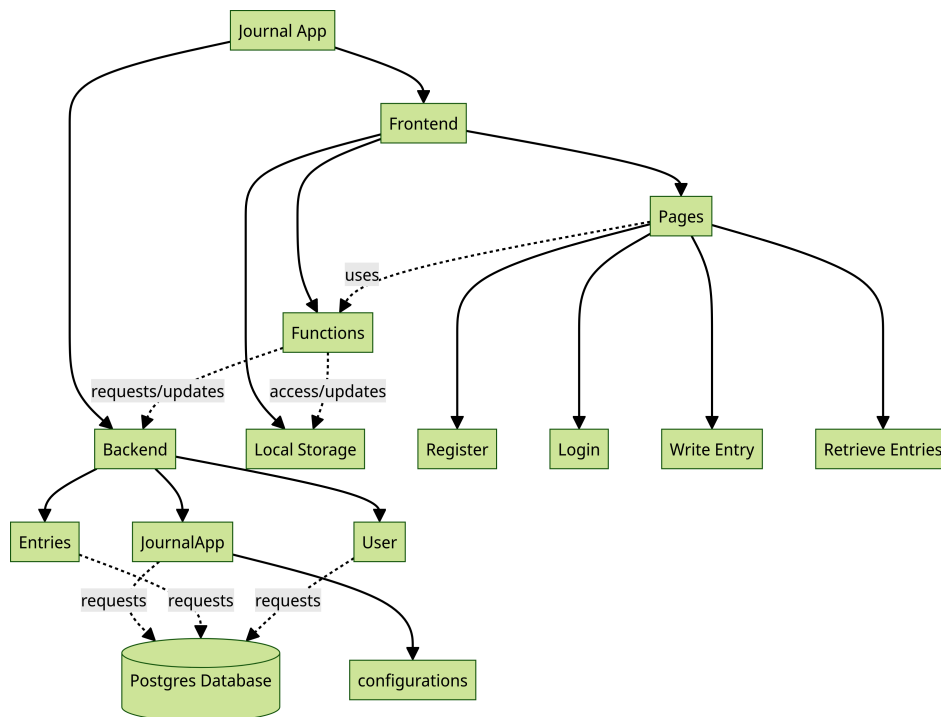 Journal App
Frontend
Pages
uses
Functions
requests/updates
access/updates
Backend
Local Storage
Register
Login
Write Entry
Retrieve Entries
Entries
JournalApp
User
requests
requests
requests
Postgres Database
configurations